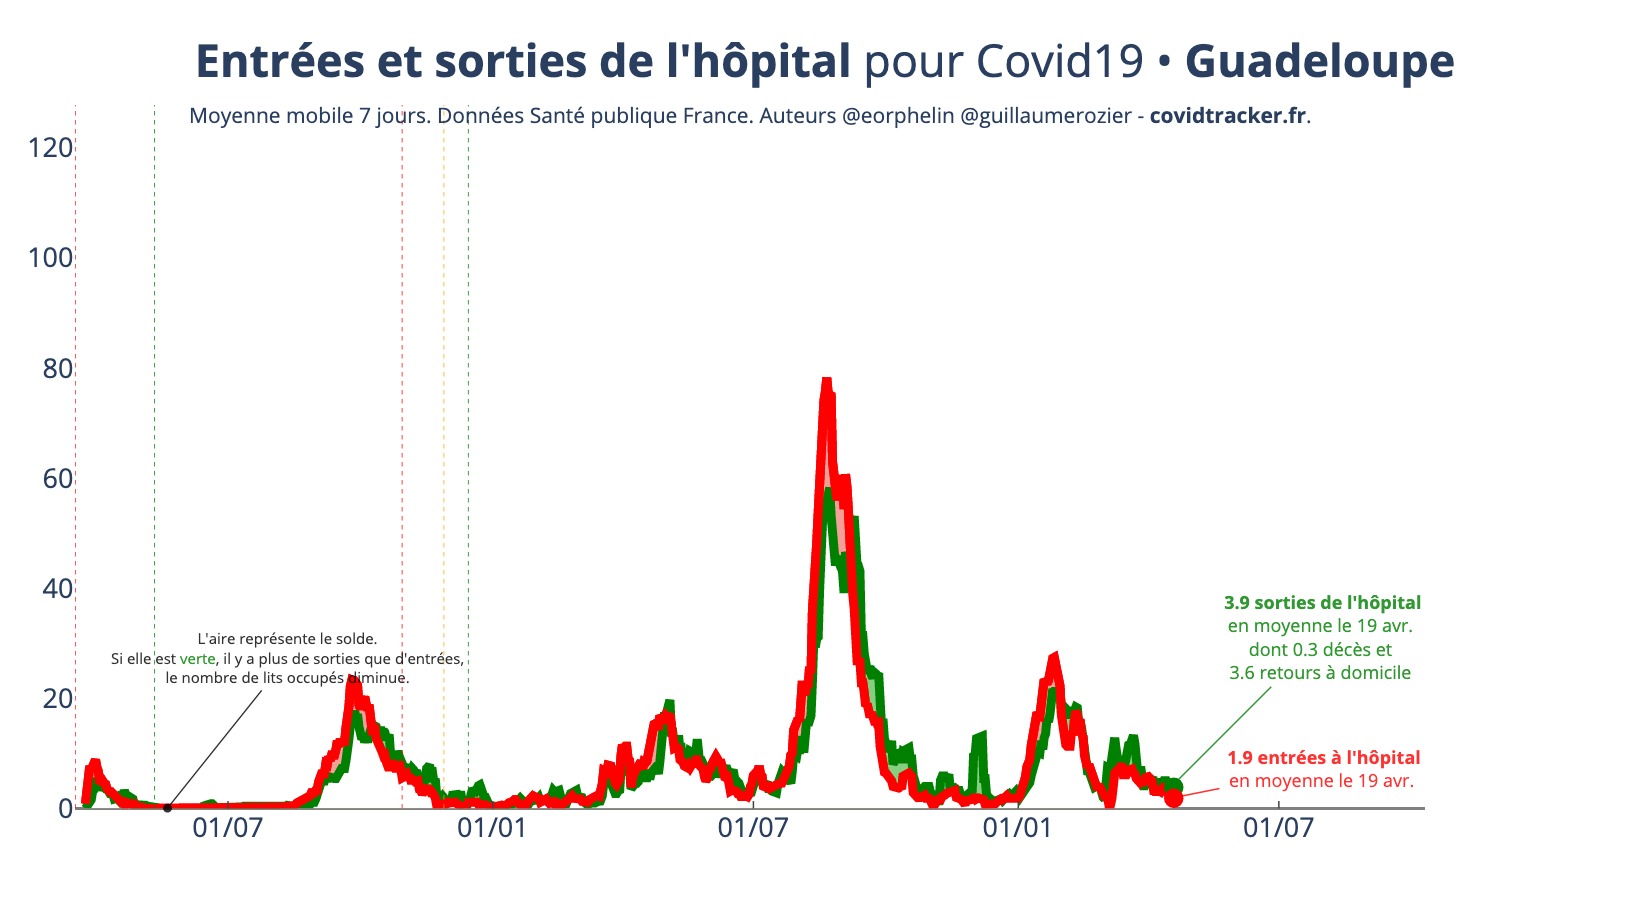 Entrées et sorties de l'hôpital pour Covid19 • Guadeloupe
Moyenne mobile 7 jours. Données Santé publique France. Auteurs @eorphelin @guillaumerozier - covidtracker.fr.
120
100
80
60
40
20
0
L'aire représente le solde.
Si elle est verte, il y a plus de sorties que d'entrées,
le nombre de lits occupés diminue.
3.9 sorties de l'hôpital
en moyenne le 19 avr.
dont 0.3 décès et
3.6 retours à domicile
1.9 entrées à l'hôpital
en moyenne le 19 avr.
01/07
01/01
01/07
01/01
01/07